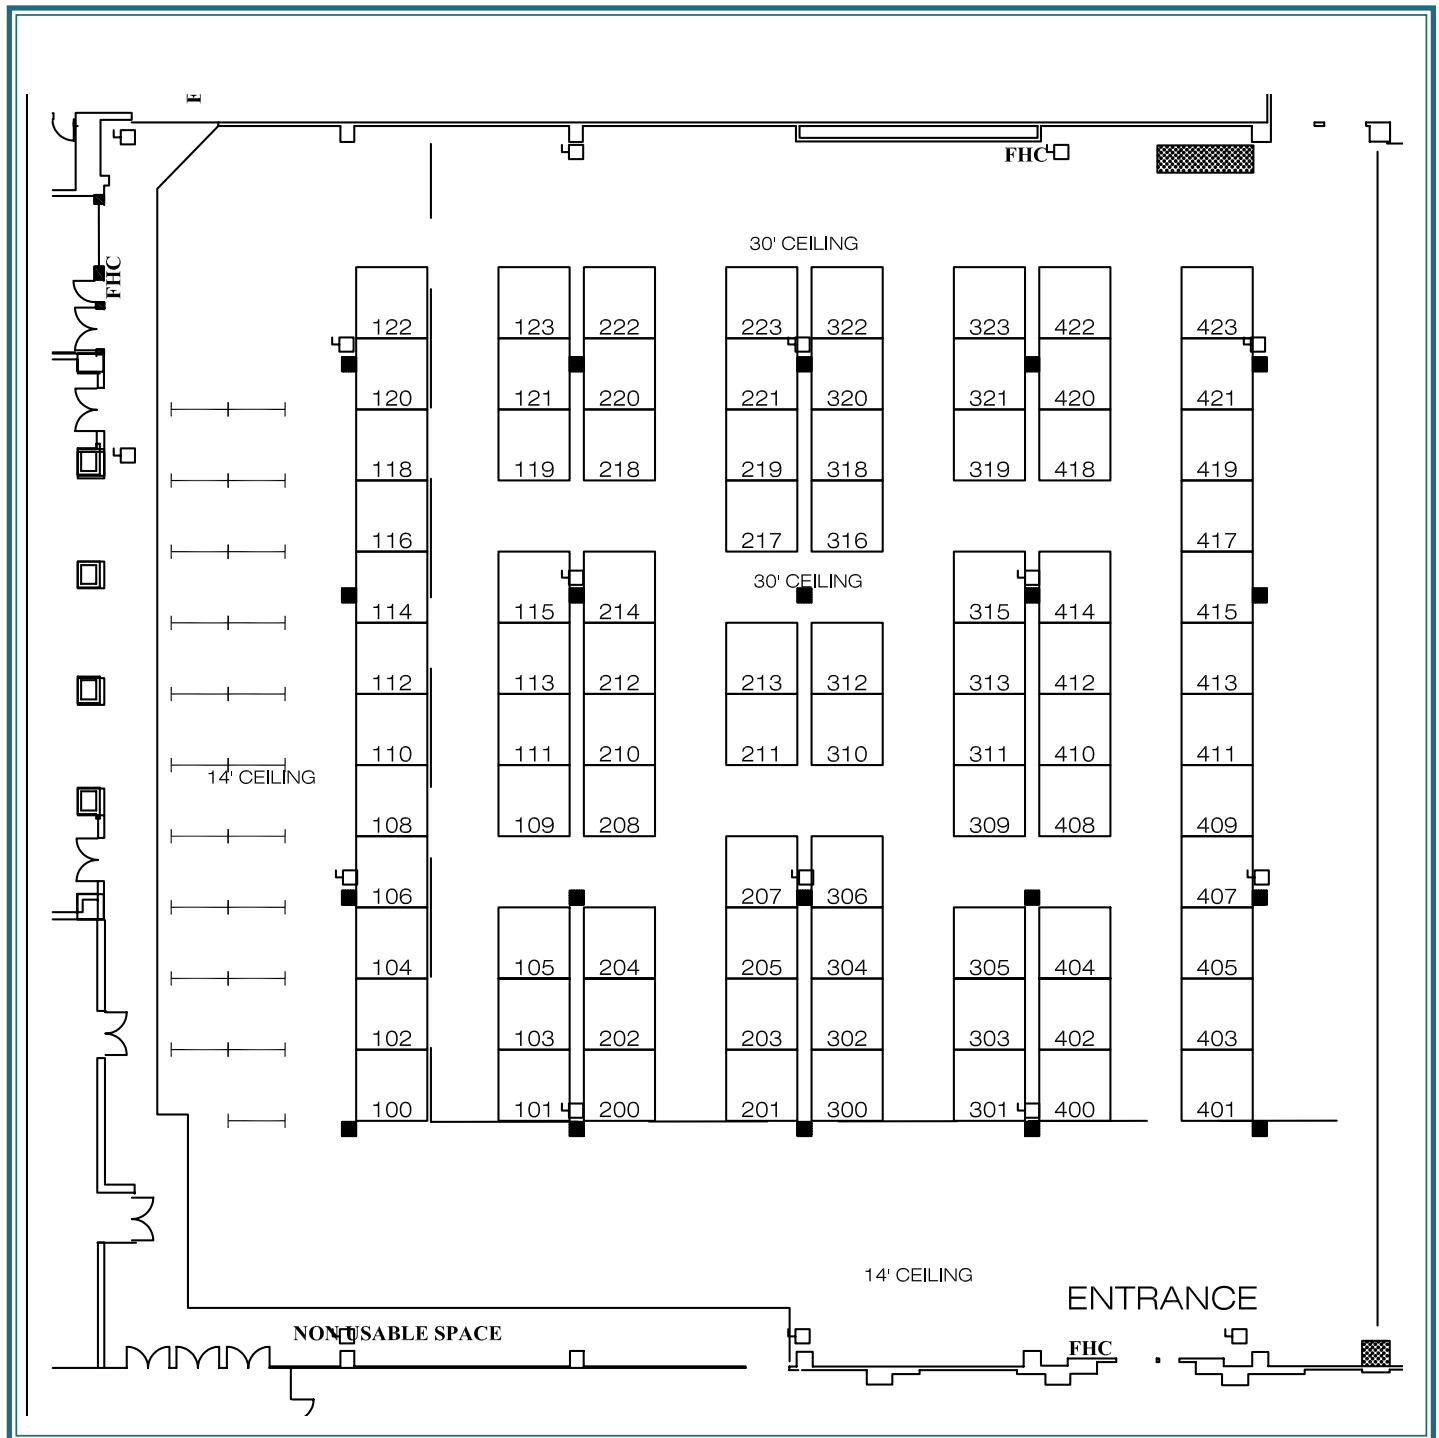 E
FHC
30' CEILING
FHC
122 123 222 223 322 323 422 423
120 121 220 221 320 321 420 421
118 119 218 219 318 319 418 419
116 217 316 417
30' CEILING
114 115 214 315 414 415
112 113 212 213 312 313 412 413
110 111 210 211 310 311 410 411
14' CEILING
108 109 208 309 408 409
106 207 306 407
104 105 204 205 304 305 404 405
102 103 202 203 302 303 402 403
100 101 200 201 300 301 400 401
14' CEILING
ENTRANCE
NON USABLE SPACE
FHC